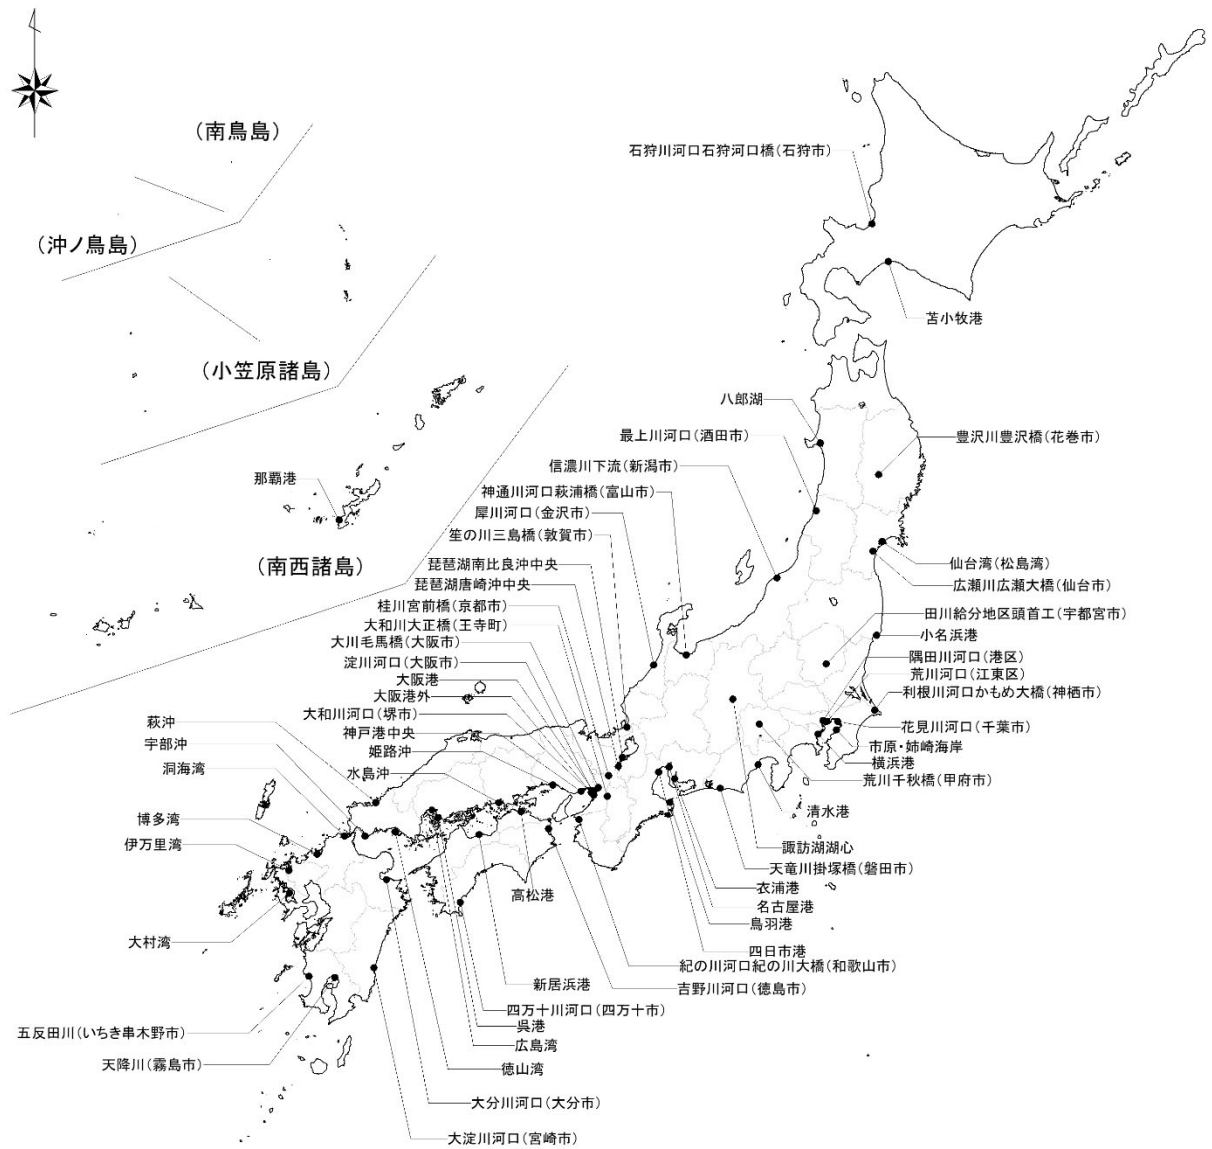 (南鳥島)
(沖ノ鳥島)
(小笠原諸島)
(南西諸島)
那覇港
石狩川河口石狩河口橋(石狩市)
苫小牧港
八郎湖
豊沢川豊沢橋(花巻市)
最上川河口(酒田市)
信濃川下流(新潟市)
神通川河口萩浦橋(富山市)
犀川河口(金沢市)
笙の川三島橋(敦賀市)
琵琶湖南比良沖中央
琵琶湖唐崎沖中央
桂川宮前橋(京都市)
大和川大正橋(王寺町)
大川毛馬橋(大阪市)
淀川河口(大阪市)
大阪港
大阪港外
大和川河口(堺市)
神戸港中央
姫路沖
水島沖
仙台湾(松島湾)
広瀬川広瀬大橋(仙台市)
田川給分地区頭首工(宇都宮市)
小名浜港
隅田川河口(港区)
荒川河口(江東区)
利根川河口かもめ大橋(神栖市)
花見川河口(千葉市)
市原・姉崎海岸
横浜港
荒川千秋橋(甲府市)
清水港
諏訪湖湖心
天竜川掛塚橋(磐田市)
衣浦港
名古屋港
鳥羽港
四日市港
紀の川河口紀の川大橋(和歌山市)
吉野川河口(徳島市)
高松港
新居浜港
四万十川河口(四万十市)
呉港
広島湾
徳山湾
大分川河口(大分市)
大淀川河口(宮崎市)
萩沖
宇部沖
洞海湾
博多湾
伊万里湾
大村湾
五反田川(いちき串木野市)
天降川(霧島市)